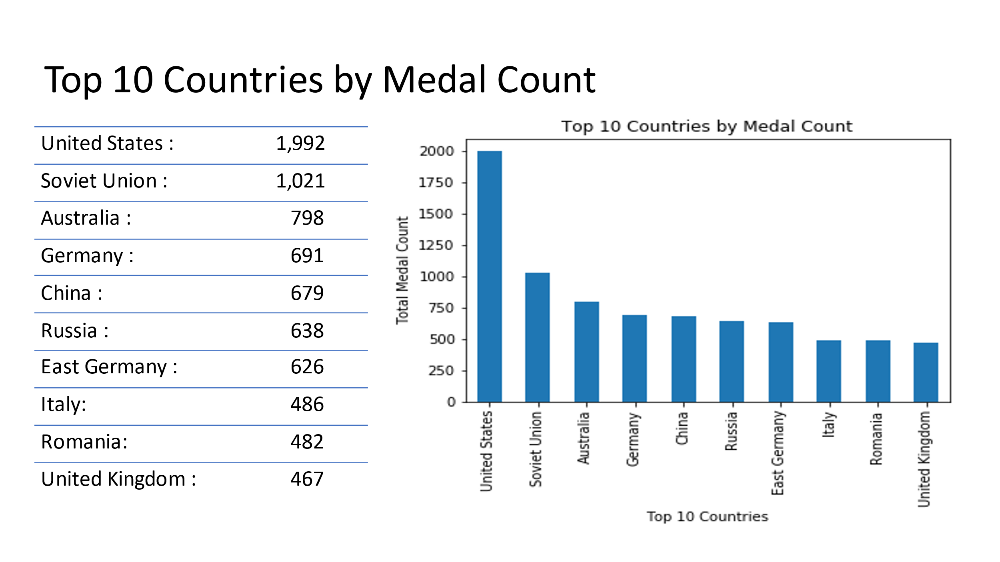 Top 10 Countries by Medal Count
United States : 1,992
Soviet Union : 1,021
Australia : 798
Germany : 691
China : 679
Russia : 638
East Germany : 626
Italy: 486
Romania: 482
United Kingdom : 467
Top 10 Countries by Medal Count
Total Medal Count
2000
1750
1500
1250
1000
750
500
250
0
United States
Soviet Union
Australia
Germany
China
Russia
East Germany
Italy
Romania
United Kingdom
Top 10 Countries